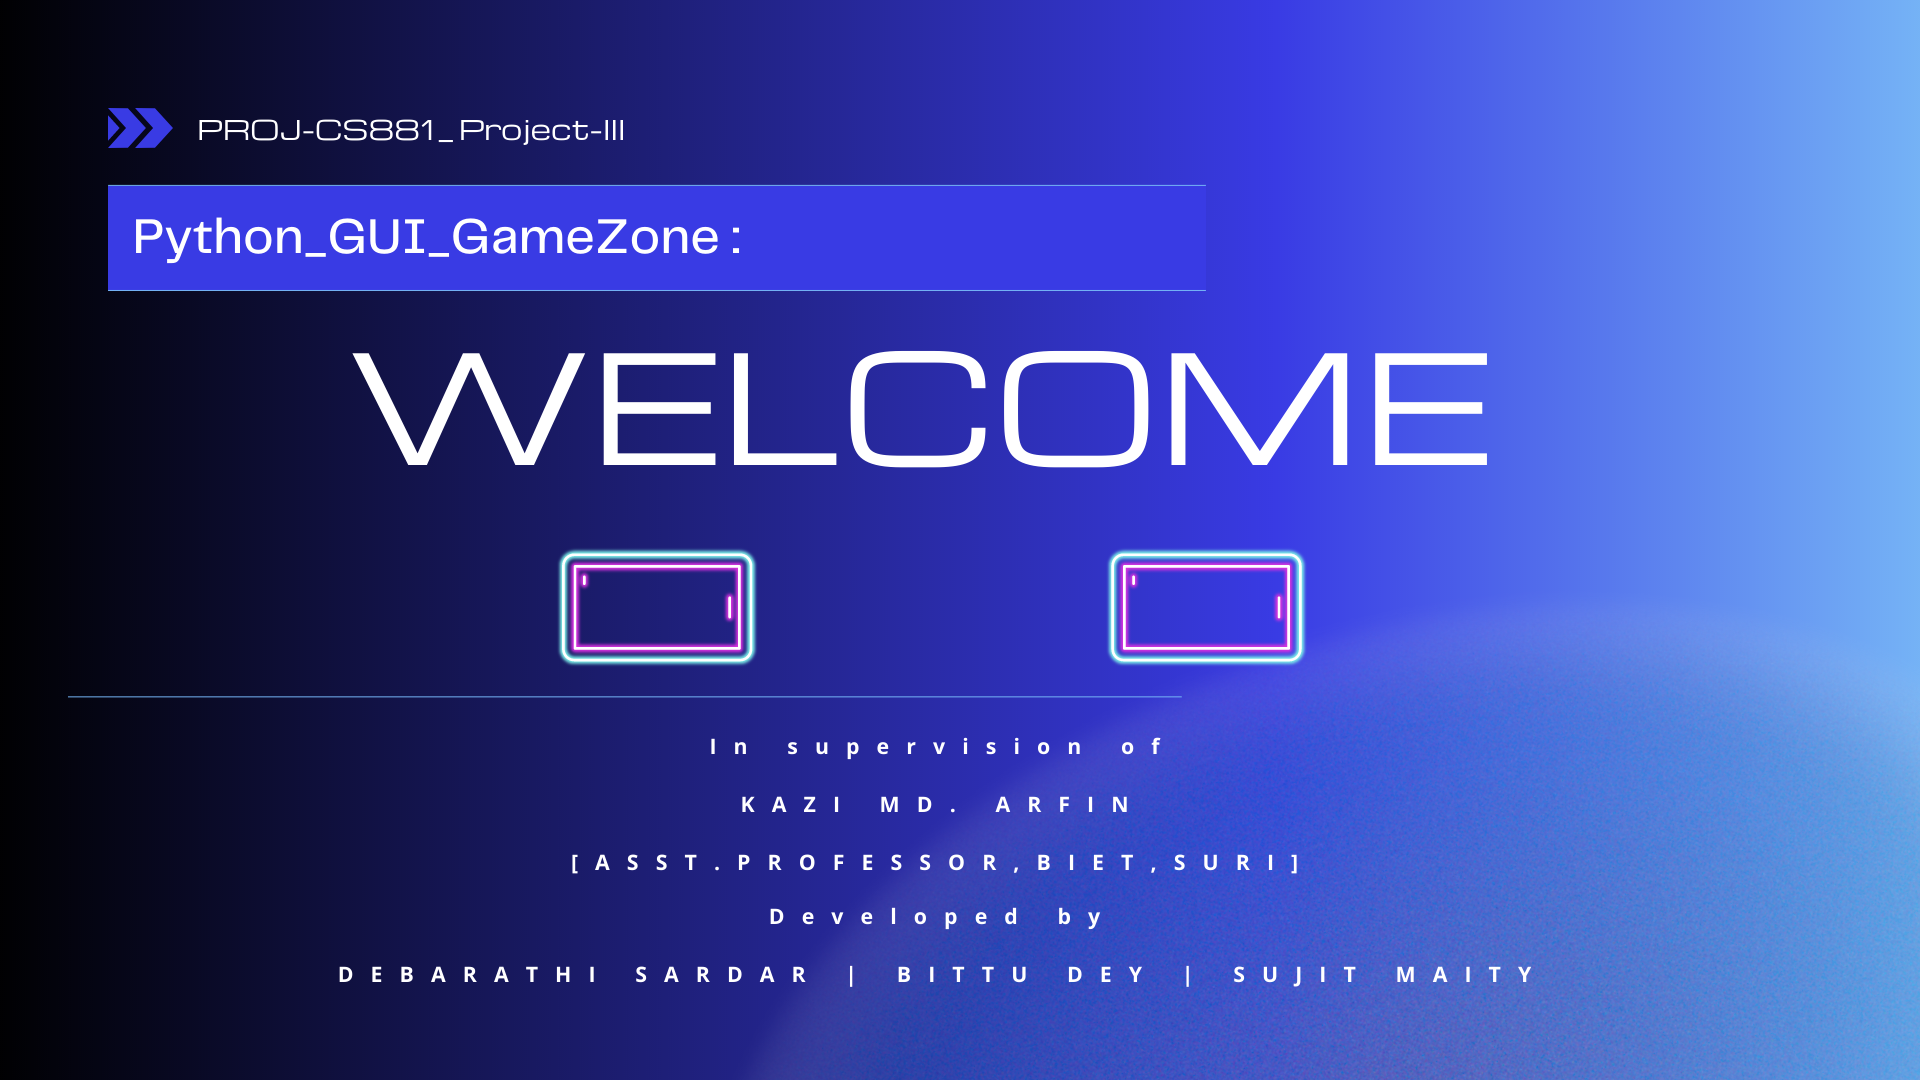 PROJ-CS881_Project-III
Python_GUI_GameZone:
WELCOME
In supervision of
KAZI MD. ARFIN
[ASST.PROFESSOR,BIET,SURI]
Developed by
DEBARATHI SARDAR | BITTU DEY | SUJIT MAITY